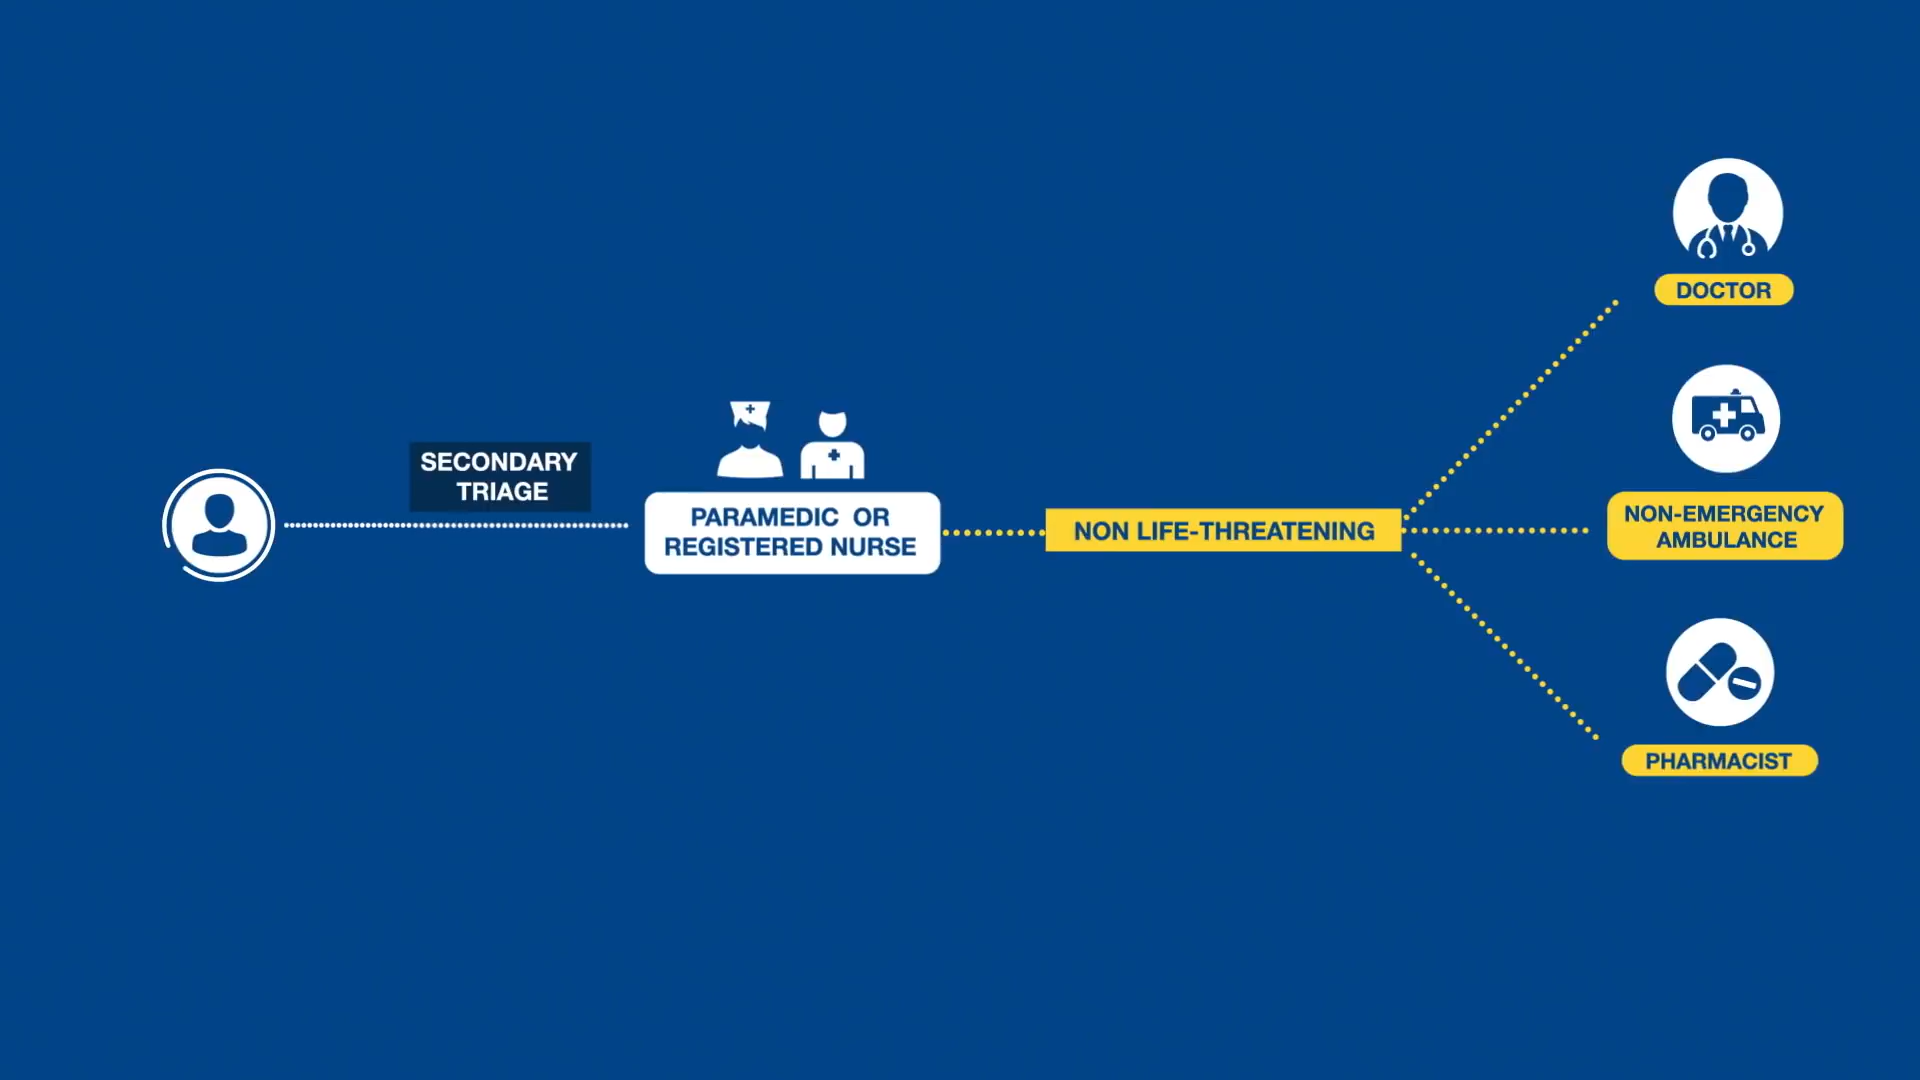 SECONDARY
TRIAGE
PARAMEDIC OR
REGISTERED NURSE
NON LIFE-THREATENING
DOCTOR
NON-EMERGENCY
AMBULANCE
PHARMACIST